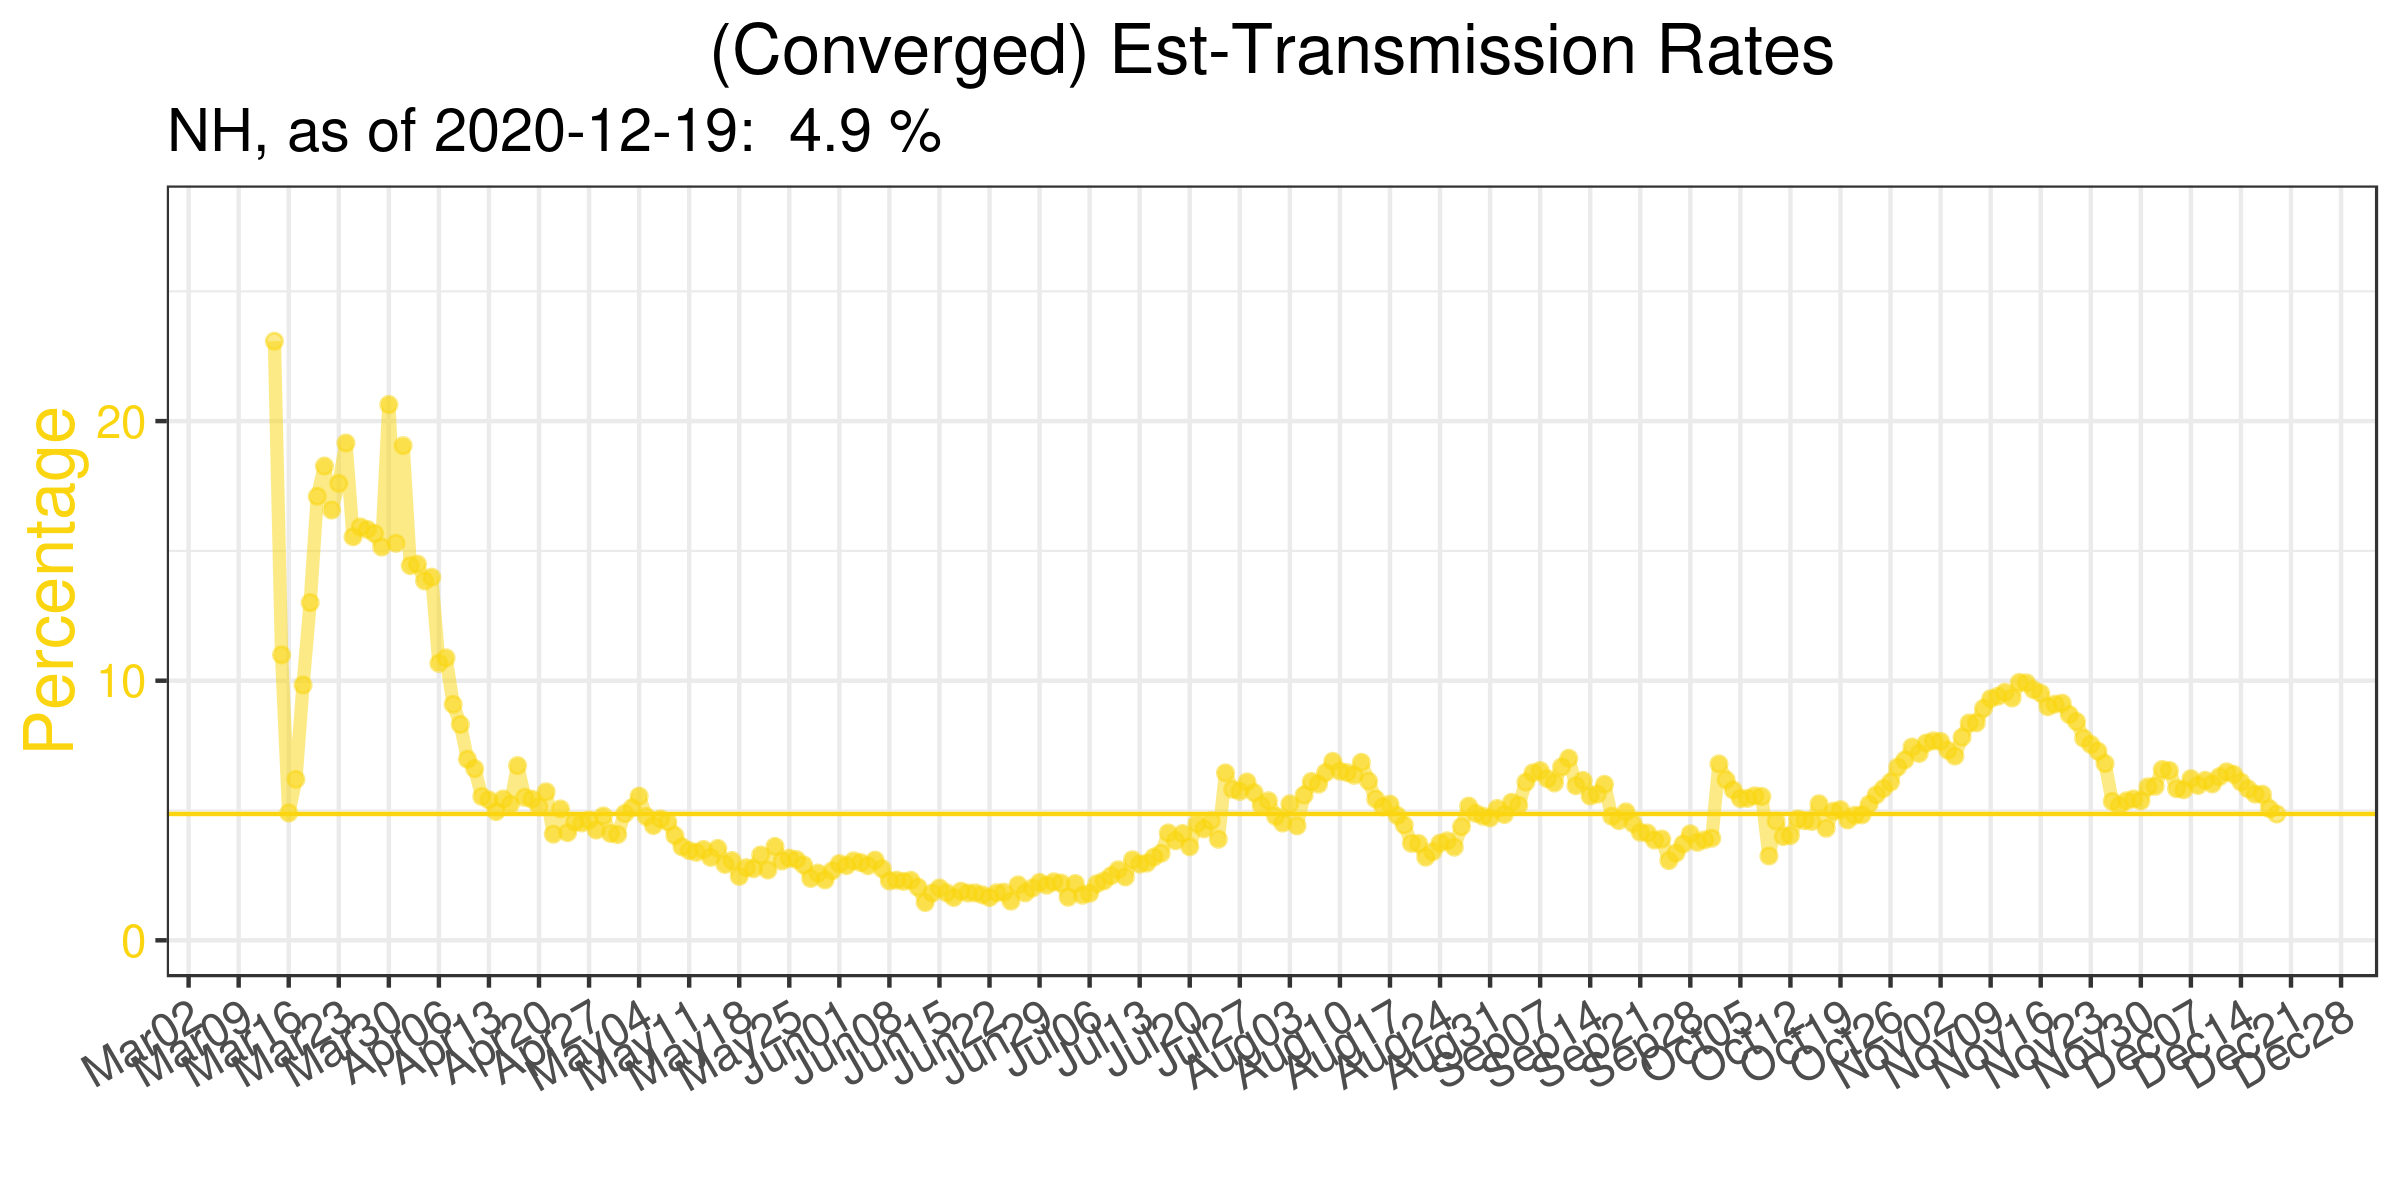 (Converged) Est-Transmission Rates
NH, as of 2020-12-19:  4.9 %
Percentage
20
10
0
Mar02
Mar09
Mar16
Mar23
Mar30
Apr06
Apr13
Apr20
Apr27
May04
May11
May18
May25
Jun01
Jun08
Jun15
Jun22
Jun29
Jul06
Jul13
Jul20
Jul27
Aug03
Aug10
Aug17
Aug24
Aug31
Sep07
Sep14
Sep21
Sep28
Oct05
Oct12
Oct19
Oct26
Nov02
Nov09
Nov16
Nov23
Nov30
Dec07
Dec14
Dec21
Dec28